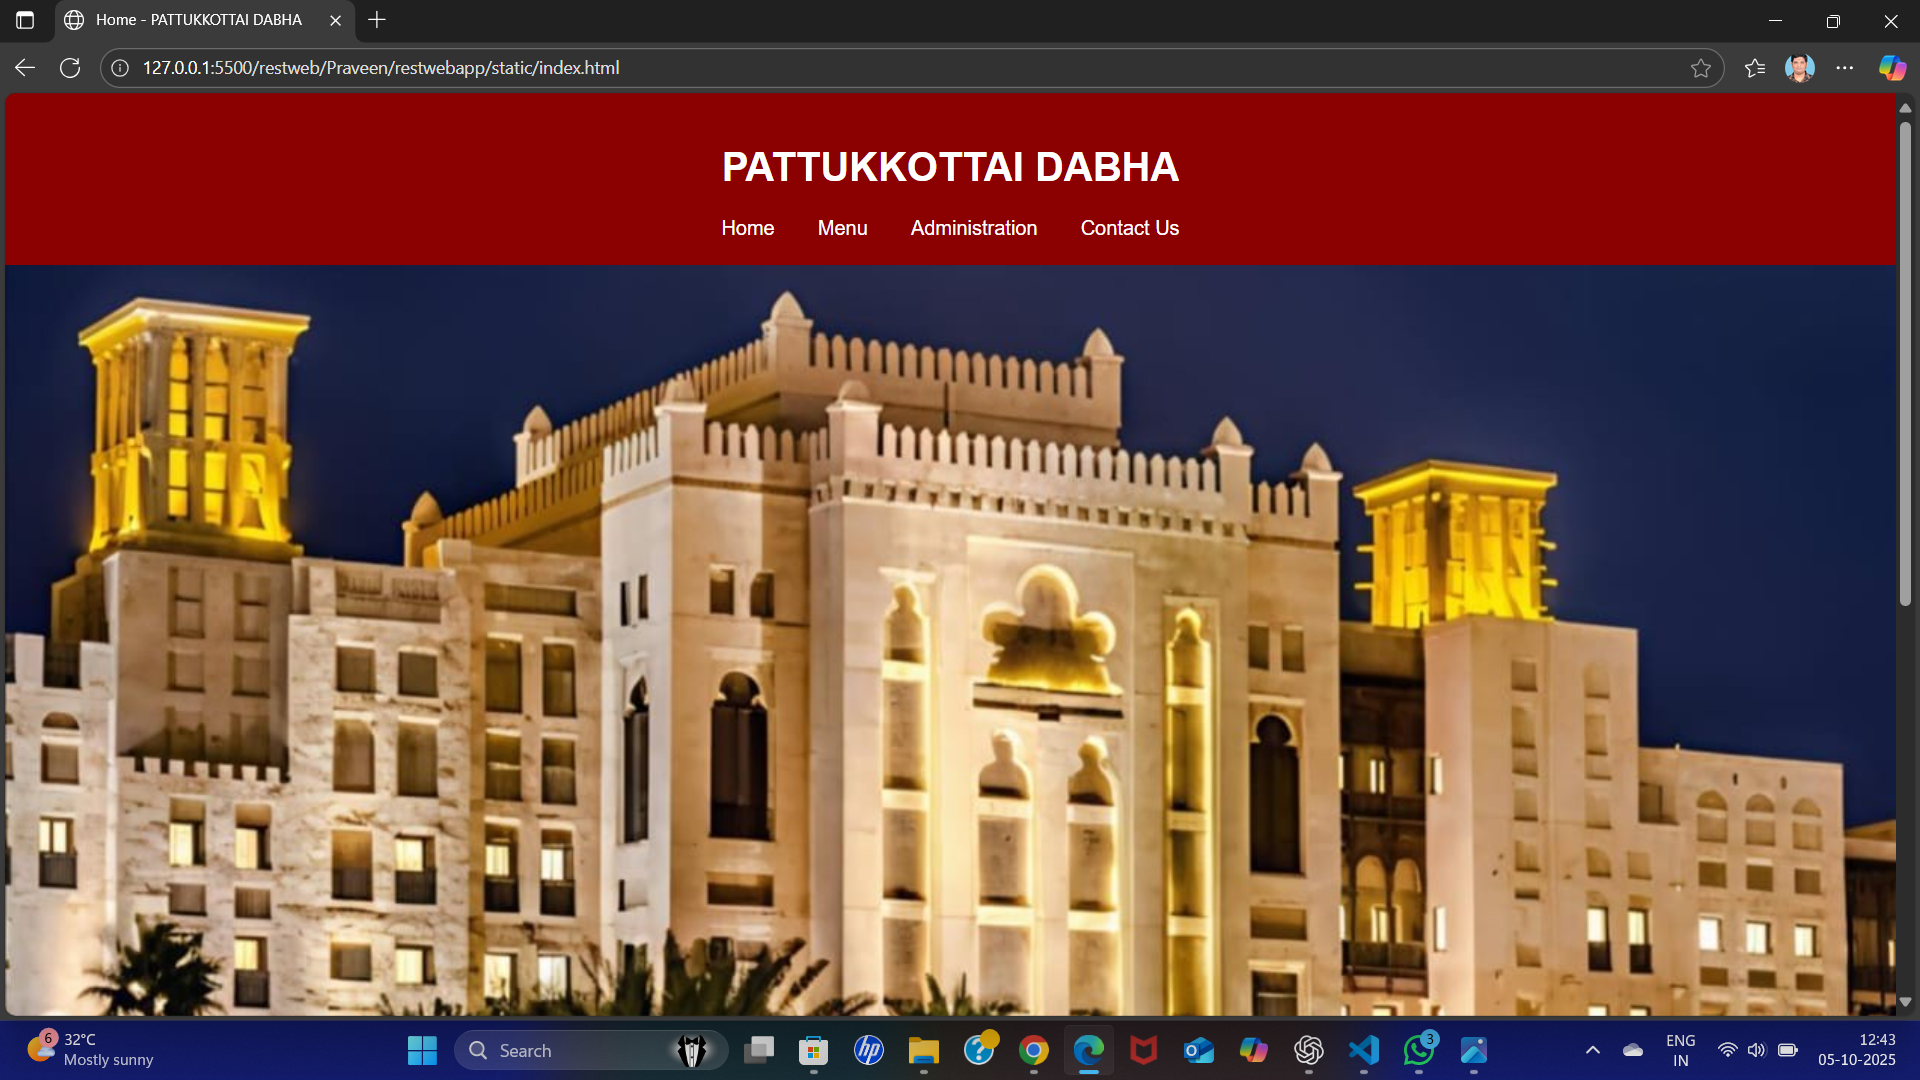 Home - PATTUKKOTTAI DABHA
127.0.0.1:5500/restweb/Praveen/restwebapp/static/index.html
PATTUKKOTTAI DABHA
Home Menu Administration Contact Us
6
32°C
Mostly sunny
Search
hp
?
O
3
ENG
IN
12:43
05-10-2025